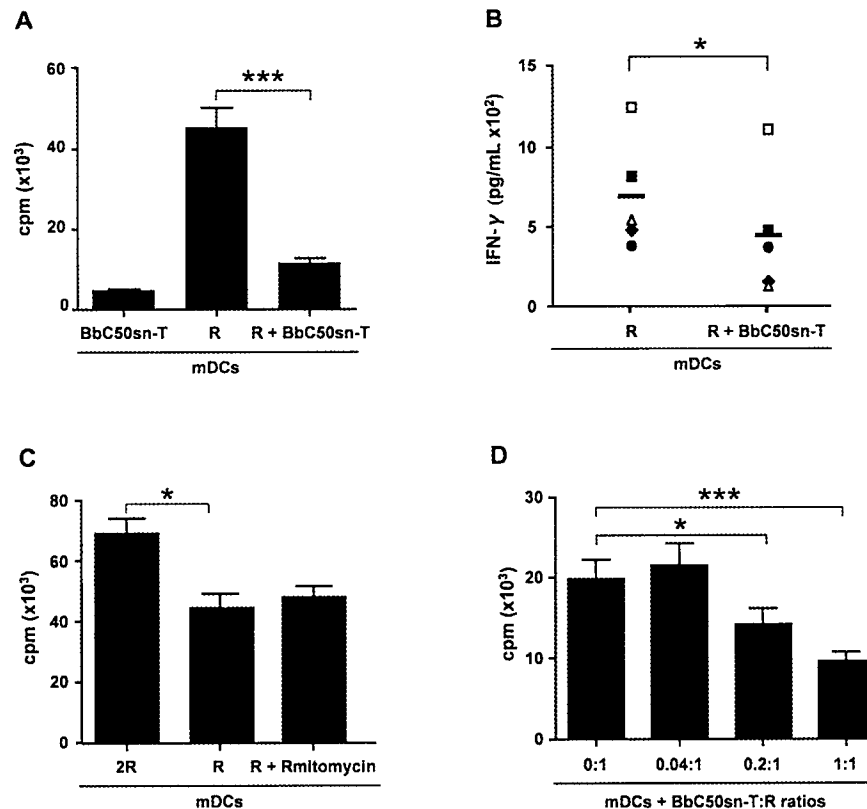 A
60
40
20
0
cpm (x10³)
***
BbC50sn-T R R + BbC50sn-T
mDCs
B
15
10
5
0
IFN-γ (pg/mL x10²)
*
R R + BbC50sn-T
mDCs
C
80
60
40
20
0
cpm (x10³)
*
2R R R + Rmitomycin
mDCs
D
30
20
10
0
cpm (x10³)
***
*
0:1 0.04:1 0.2:1 1:1
mDCs + BbC50sn-T:R ratios